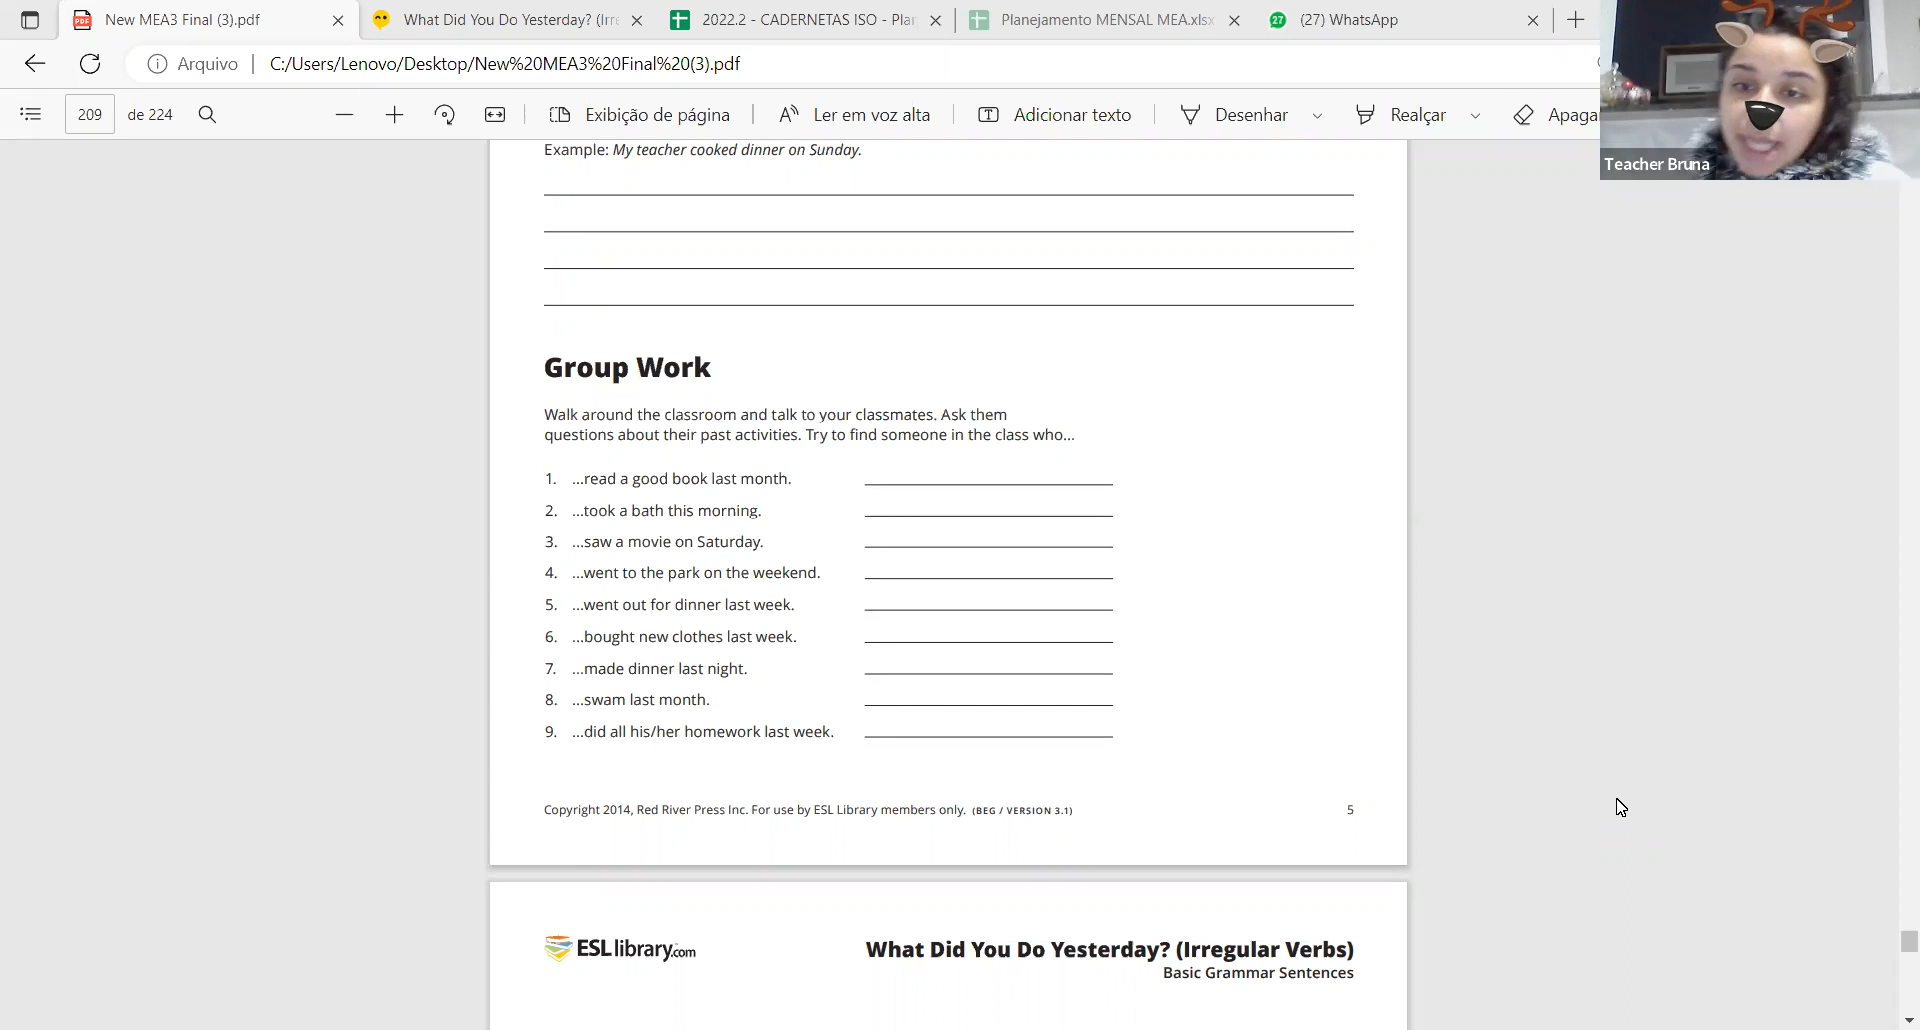 New MEA3 Final (3).pdf
What Did You Do Yesterday? (Irre
2022.2 - CADERNETAS ISO - Plan
Planejamento MENSAL MEA.xlsx
27
(27) WhatsApp
Arquivo
C:/Users/Lenovo/Desktop/New%20MEA3%20Final%20(3).pdf
209
de 224
Exibição de página
Ler em voz alta
Adicionar texto
Desenhar
Realçar
Apaga
Teacher Bruna
Example: My teacher cooked dinner on Sunday.
Group Work
Walk around the classroom and talk to your classmates. Ask them
questions about their past activities. Try to find someone in the class who...
1. ...read a good book last month.
2. ...took a bath this morning.
3. ...saw a movie on Saturday.
4. ...went to the park on the weekend.
5. ...went out for dinner last week.
6. ...bought new clothes last week.
7. ...made dinner last night.
8. ...swam last month.
9. ...did all his/her homework last week.
Copyright 2014, Red River Press Inc. For use by ESL Library members only. (BEG / VERSION 3.1)
5
ESLlibrary.com
What Did You Do Yesterday? (Irregular Verbs)
Basic Grammar Sentences